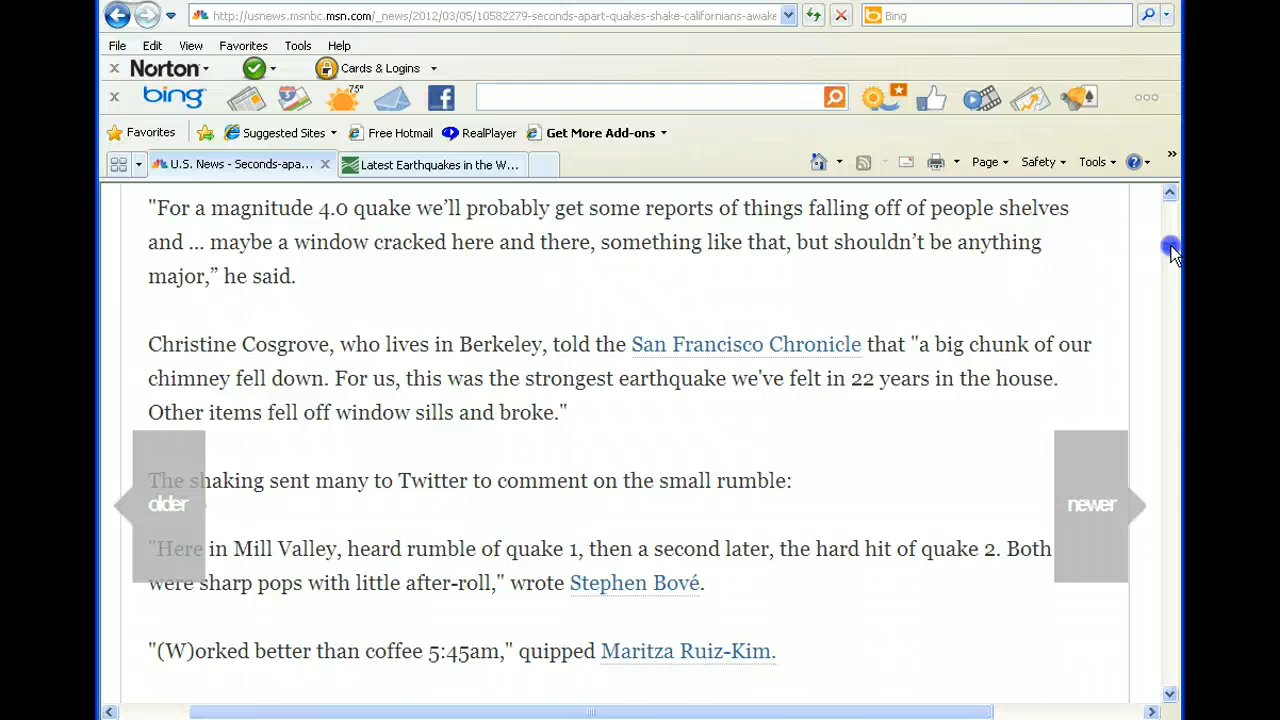 http://usnews.msnbc.msn.com/_news/2012/03/05/10582279-seconds-apart-quakes-shake-californians-awake
Bing
File Edit View Favorites Tools Help
Norton Cards & Logins
bing 75°
Favorites Suggested Sites Free Hotmail RealPlayer Get More Add-ons
U.S. News - Seconds-apa... Latest Earthquakes in the W... Page Safety Tools
"For a magnitude 4.0 quake we’ll probably get some reports of things falling off of people shelves
and ... maybe a window cracked here and there, something like that, but shouldn’t be anything
major,” he said.
Christine Cosgrove, who lives in Berkeley, told the San Francisco Chronicle that "a big chunk of our
chimney fell down. For us, this was the strongest earthquake we've felt in 22 years in the house.
Other items fell off window sills and broke."
The shaking sent many to Twitter to comment on the small rumble:
older
newer
"Here in Mill Valley, heard rumble of quake 1, then a second later, the hard hit of quake 2. Both
were sharp pops with little after-roll," wrote Stephen Bové.
"(W)orked better than coffee 5:45am," quipped Maritza Ruiz-Kim.